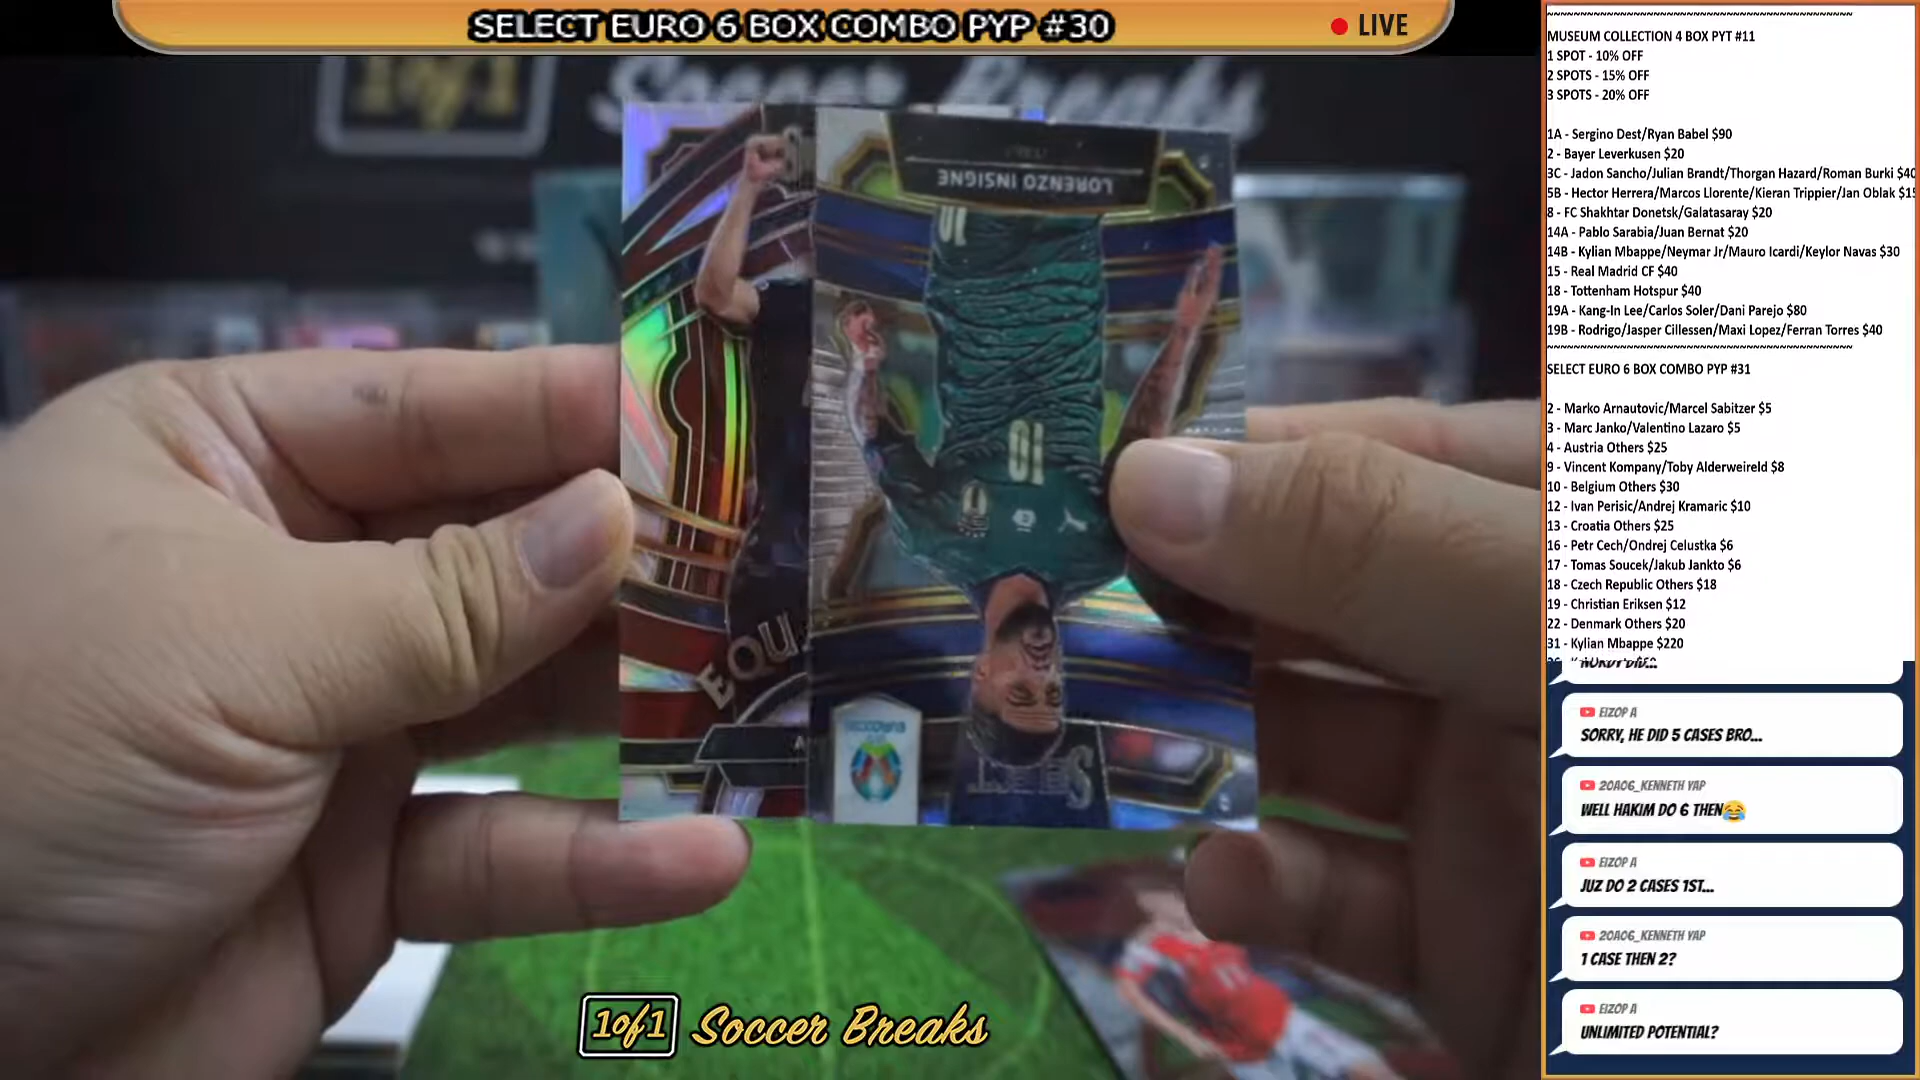 SELECT EURO 6 BOX COMBO PYP #30
LIVE
1of1 Soccer Breaks
LORENZO INSIGNE
10
10
EQU
SELECT
1of1 Soccer Breaks
MUSEUM COLLECTION 4 BOX PYT #11
1 SPOT - 10% OFF
2 SPOTS - 15% OFF
3 SPOTS - 20% OFF
1A - Sergino Dest/Ryan Babel $90
2 - Bayer Leverkusen $20
3C - Jadon Sancho/Julian Brandt/Thorgan Hazard/Roman Burki $40
5B - Hector Herrera/Marcos Llorente/Kieran Trippier/Jan Oblak $15
8 - FC Shakhtar Donetsk/Galatasaray $20
14A - Pablo Sarabia/Juan Bernat $20
14B - Kylian Mbappe/Neymar Jr/Mauro Icardi/Keylor Navas $30
15 - Real Madrid CF $40
18 - Tottenham Hotspur $40
19A - Kang-In Lee/Carlos Soler/Dani Parejo $80
19B - Rodrigo/Jasper Cillessen/Maxi Lopez/Ferran Torres $40
SELECT EURO 6 BOX COMBO PYP #31
2 - Marko Arnautovic/Marcel Sabitzer $5
3 - Marc Janko/Valentino Lazaro $5
4 - Austria Others $25
9 - Vincent Kompany/Toby Alderweireld $8
10 - Belgium Others $30
12 - Ivan Perisic/Andrej Kramaric $10
13 - Croatia Others $25
16 - Petr Cech/Ondrej Celustka $6
17 - Tomas Soucek/Jakub Jankto $6
18 - Czech Republic Others $18
19 - Christian Eriksen $12
22 - Denmark Others $20
31 - Kylian Mbappe $220
EIZOP A
SORRY, HE DID 5 CASES BRO...
20A06_KENNETH YAP
WELL HAKIM DO 6 THEN😂
EIZOP A
JUZ DO 2 CASES 1ST...
20A06_KENNETH YAP
1 CASE THEN 2?
EIZOP A
UNLIMITED POTENTIAL?